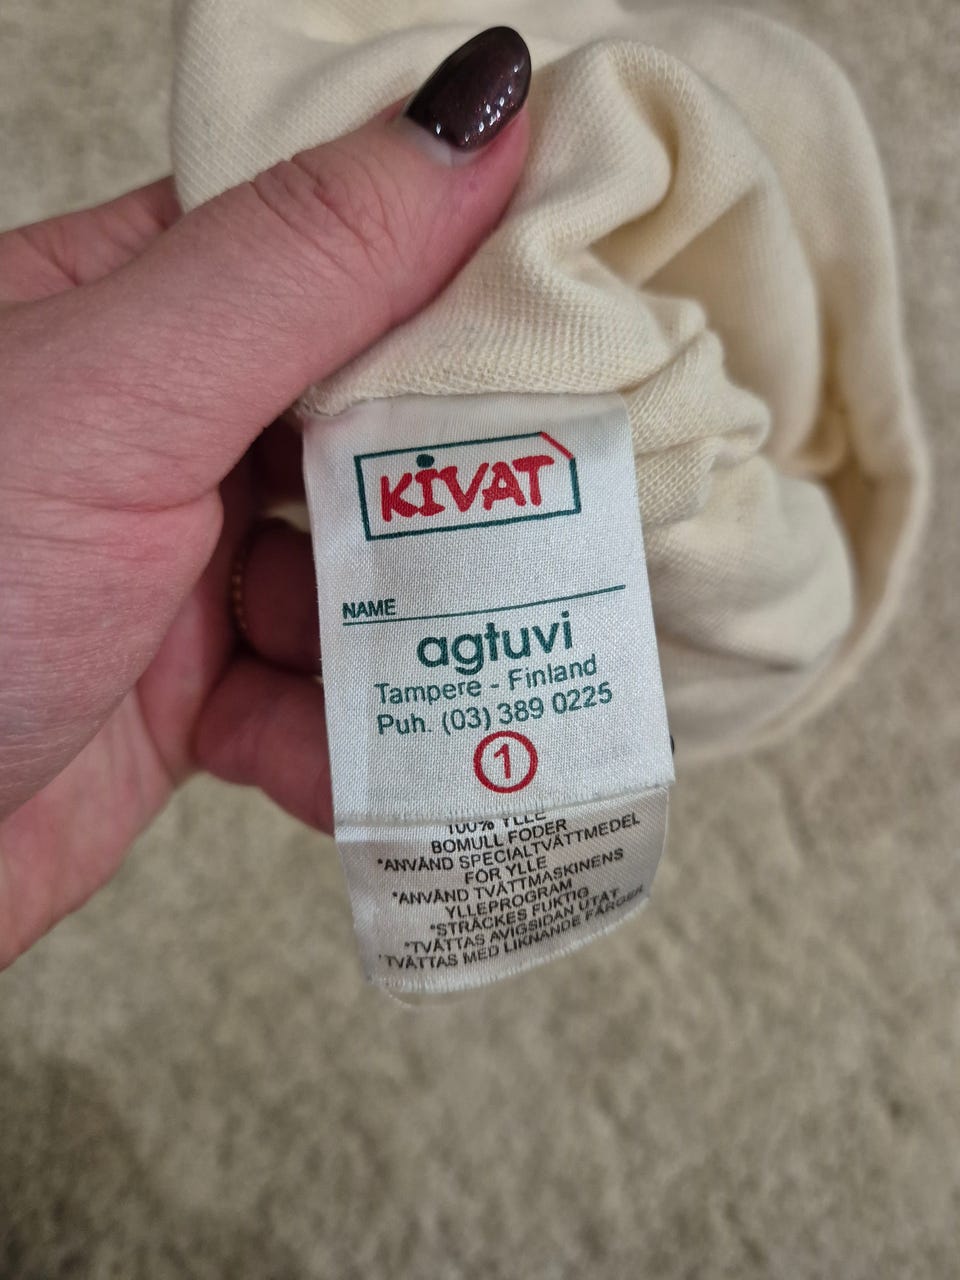 KiVAT
NAME
agtuvi
Tampere - Finland
Puh. (03) 389 0225
1
100% YLLE
BOMULL FODER
*ANVÄND SPECIALTVÄTTMEDEL
FÖR YLLE
*ANVÄND TVÄTTMASKINENS
YLLEPROGRAM
*STRÄCKES FUKTIG
*TVÄTTAS AVIGSIDAN UTÅT
*TVÄTTAS MED LIKNANDE FÄRGER